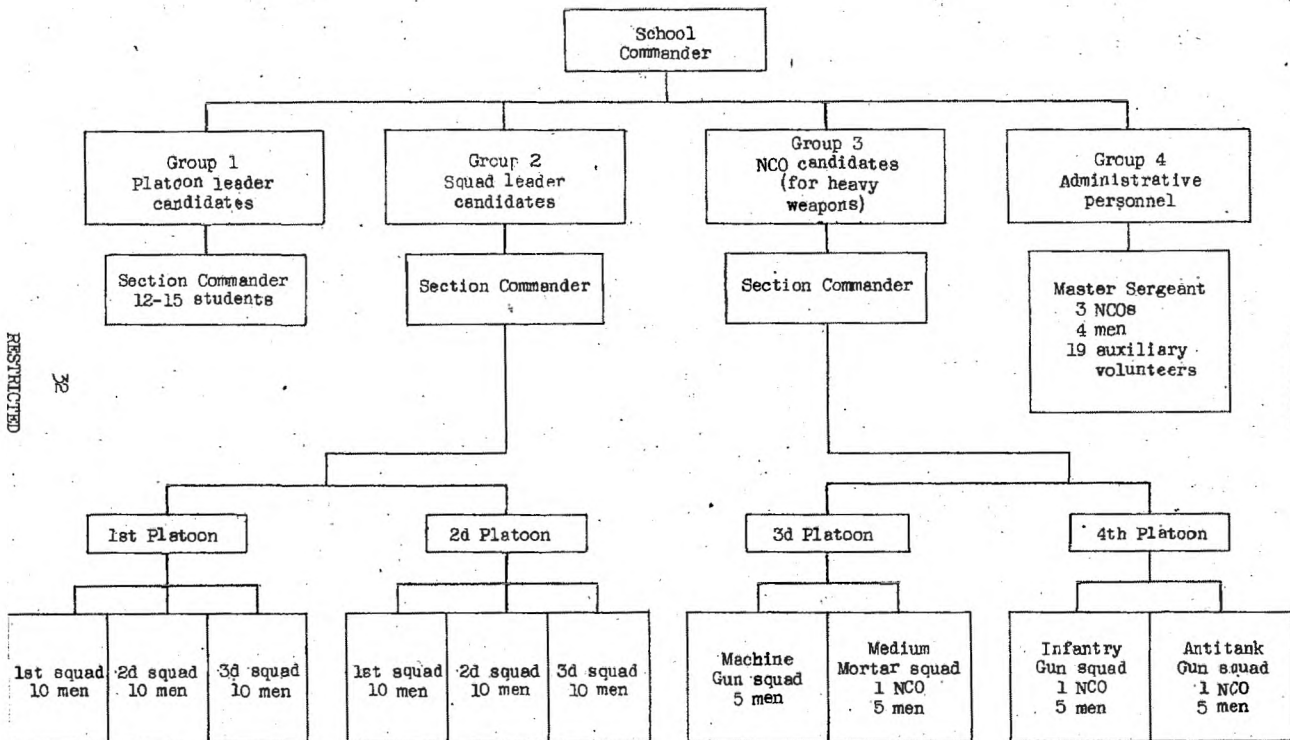 School
Commander
Group 1
Platoon leader
candidates
Group 2
Squad leader
candidates
Group 3
NCO candidates
(for heavy
weapons)
Group 4
Administrative
personnel
Section Commander
12-15 students
Section Commander
Section Commander
Master Sergeant
3 NCOs
4 men
19 auxiliary
volunteers
RESTRICTED
32
1st Platoon
2d Platoon
3d Platoon
4th Platoon
1st squad
10 men
2d squad
10 men
3d squad
10 men
1st squad
10 men
2d squad
10 men
3d squad
10 men
Machine
Gun squad
5 men
Medium
Mortar squad
1 NCO
5 men
Infantry
Gun squad
1 NCO
5 men
Antitank
Gun squad
1 NCO
5 men